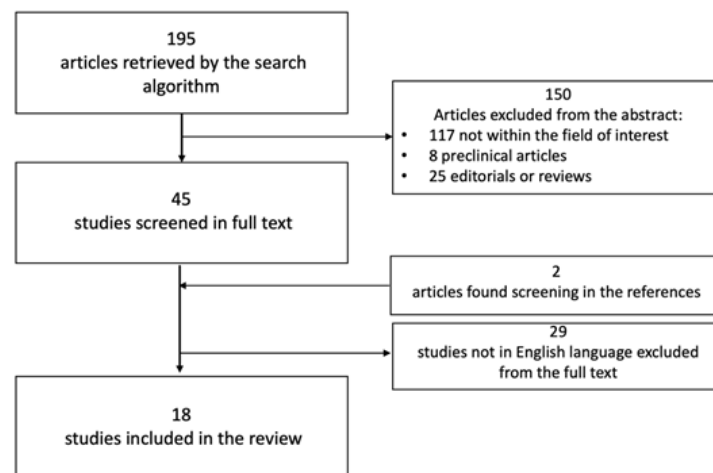 195
articles retrieved by the search
algorithm
150
Articles excluded from the abstract:
• 117 not within the field of interest
• 8 preclinical articles
• 25 editorials or reviews
45
studies screened in full text
2
articles found screening in the references
29
studies not in English language excluded
from the full text
18
studies included in the review